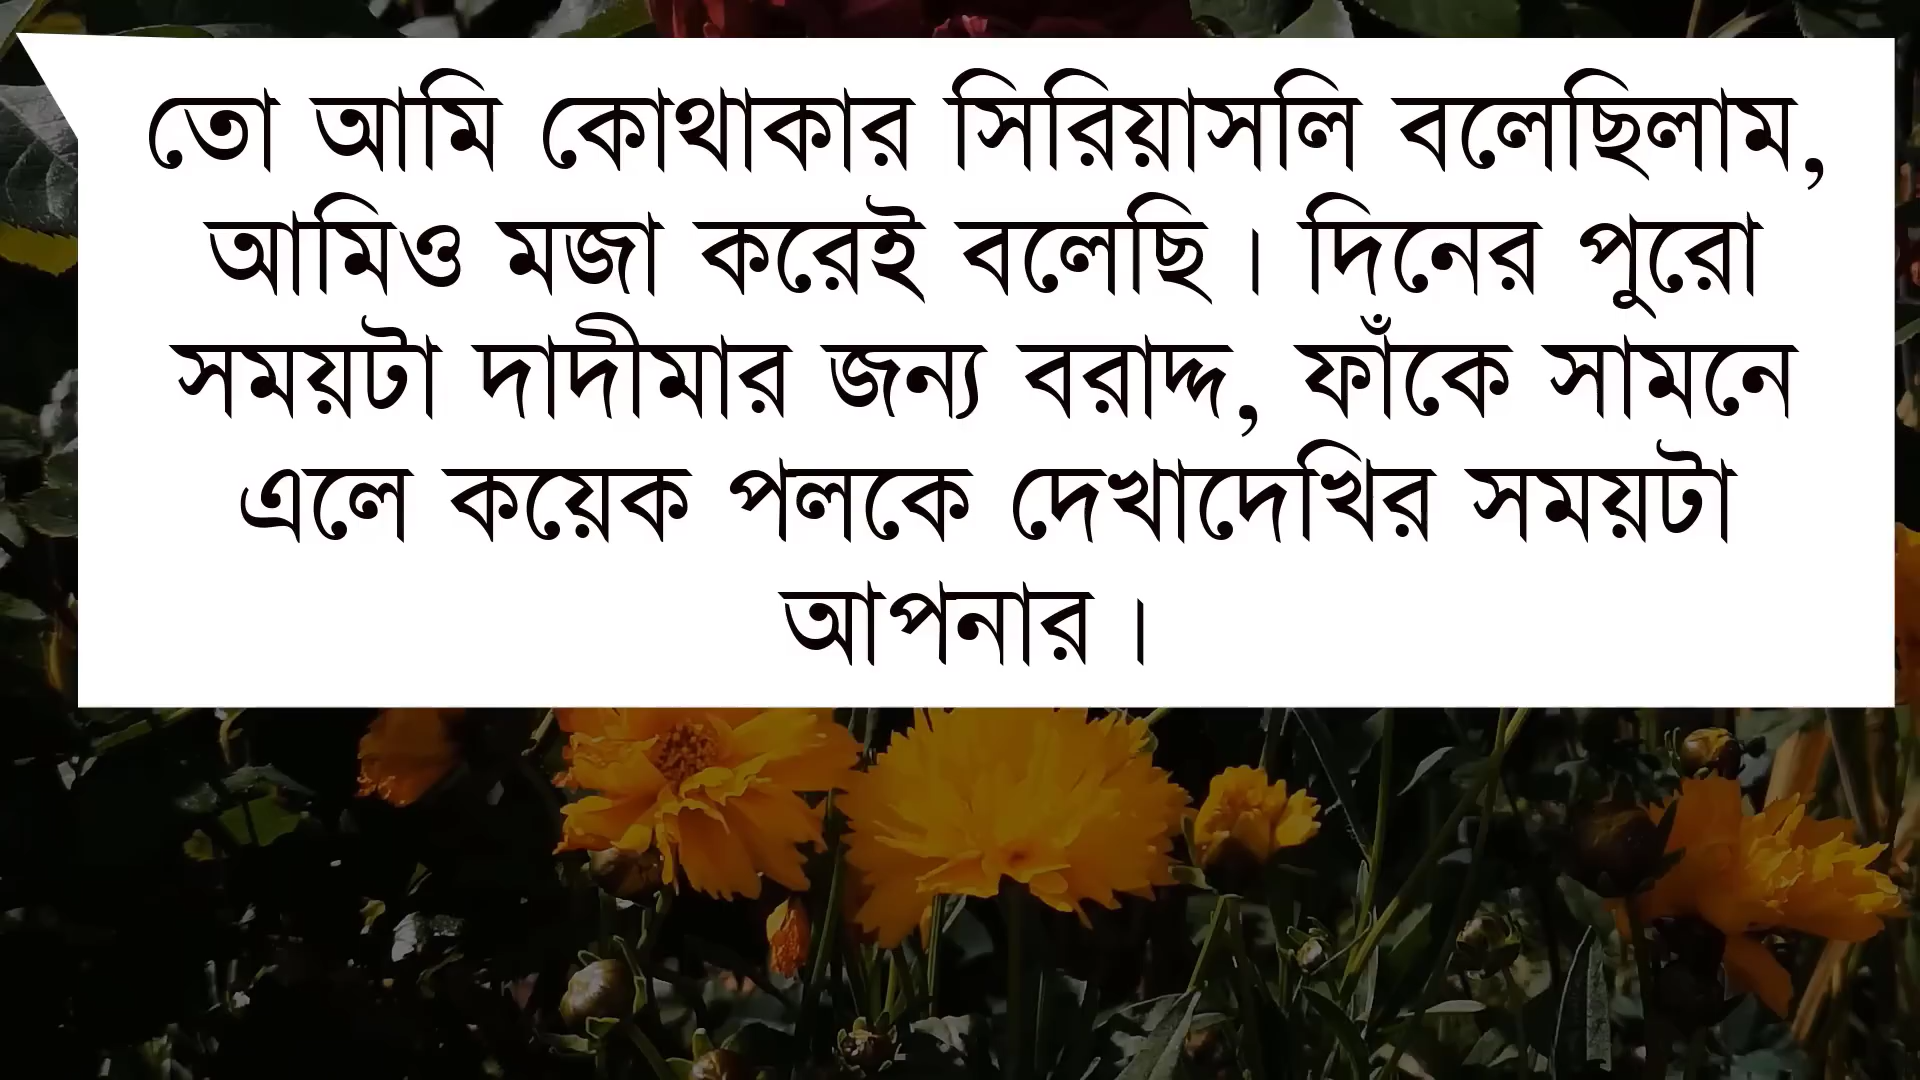 তো আমি কোথাকার সিরিয়াসলি বলেছিলাম,
আমিও মজা করেই বলেছি। দিনের পুরো
সময়টা দাদীমার জন্য বরাদ্দ, ফাঁকে সামনে
এলে কয়েক পলকে দেখাদেখির সময়টা
আপনার।